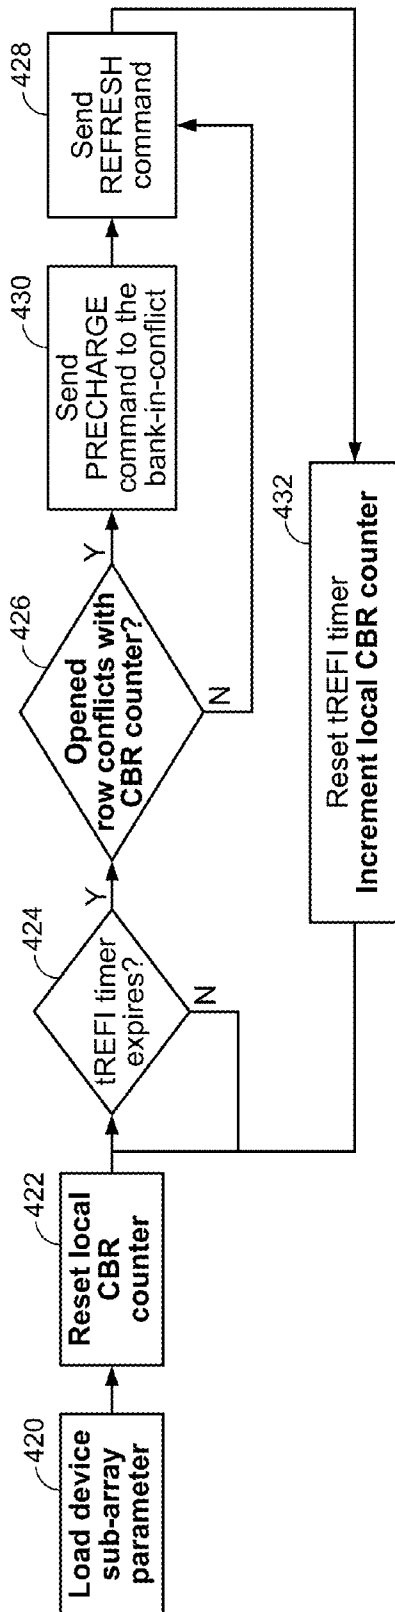 420
Load device
sub-array
parameter
422
Reset local
CBR
counter
424
tREFI timer
expires?
Y
N
426
Opened
row conflicts with
CBR counter?
Y
N
430
Send
PRECHARGE
command to the
bank-in-conflict
428
Send
REFRESH
command
432
Reset tREFI timer
Increment local CBR counter